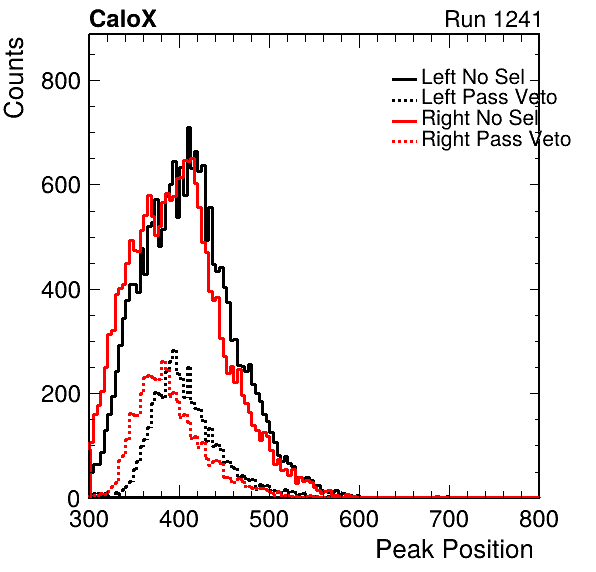 CaloX Run 1241
Counts
800
600
400
200
0
Left No Sel
Left Pass Veto
Right No Sel
Right Pass Veto
300 400 500 600 700 800
Peak Position